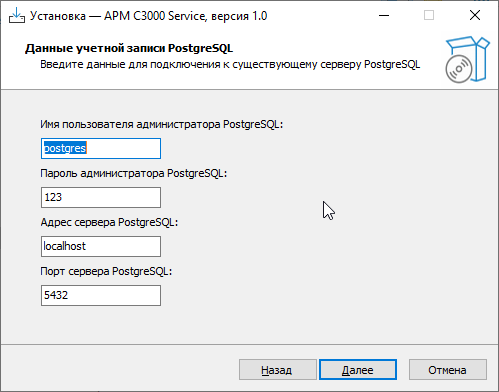 Установка — АРМ С3000 Service, версия 1.0
Данные учетной записи PostgreSQL
Введите данные для подключения к существующему серверу PostgreSQL
Имя пользователя администратора PostgreSQL:
postgres
Пароль администратора PostgreSQL:
123
Адрес сервера PostgreSQL:
localhost
Порт сервера PostgreSQL:
5432
Назад Далее Отмена